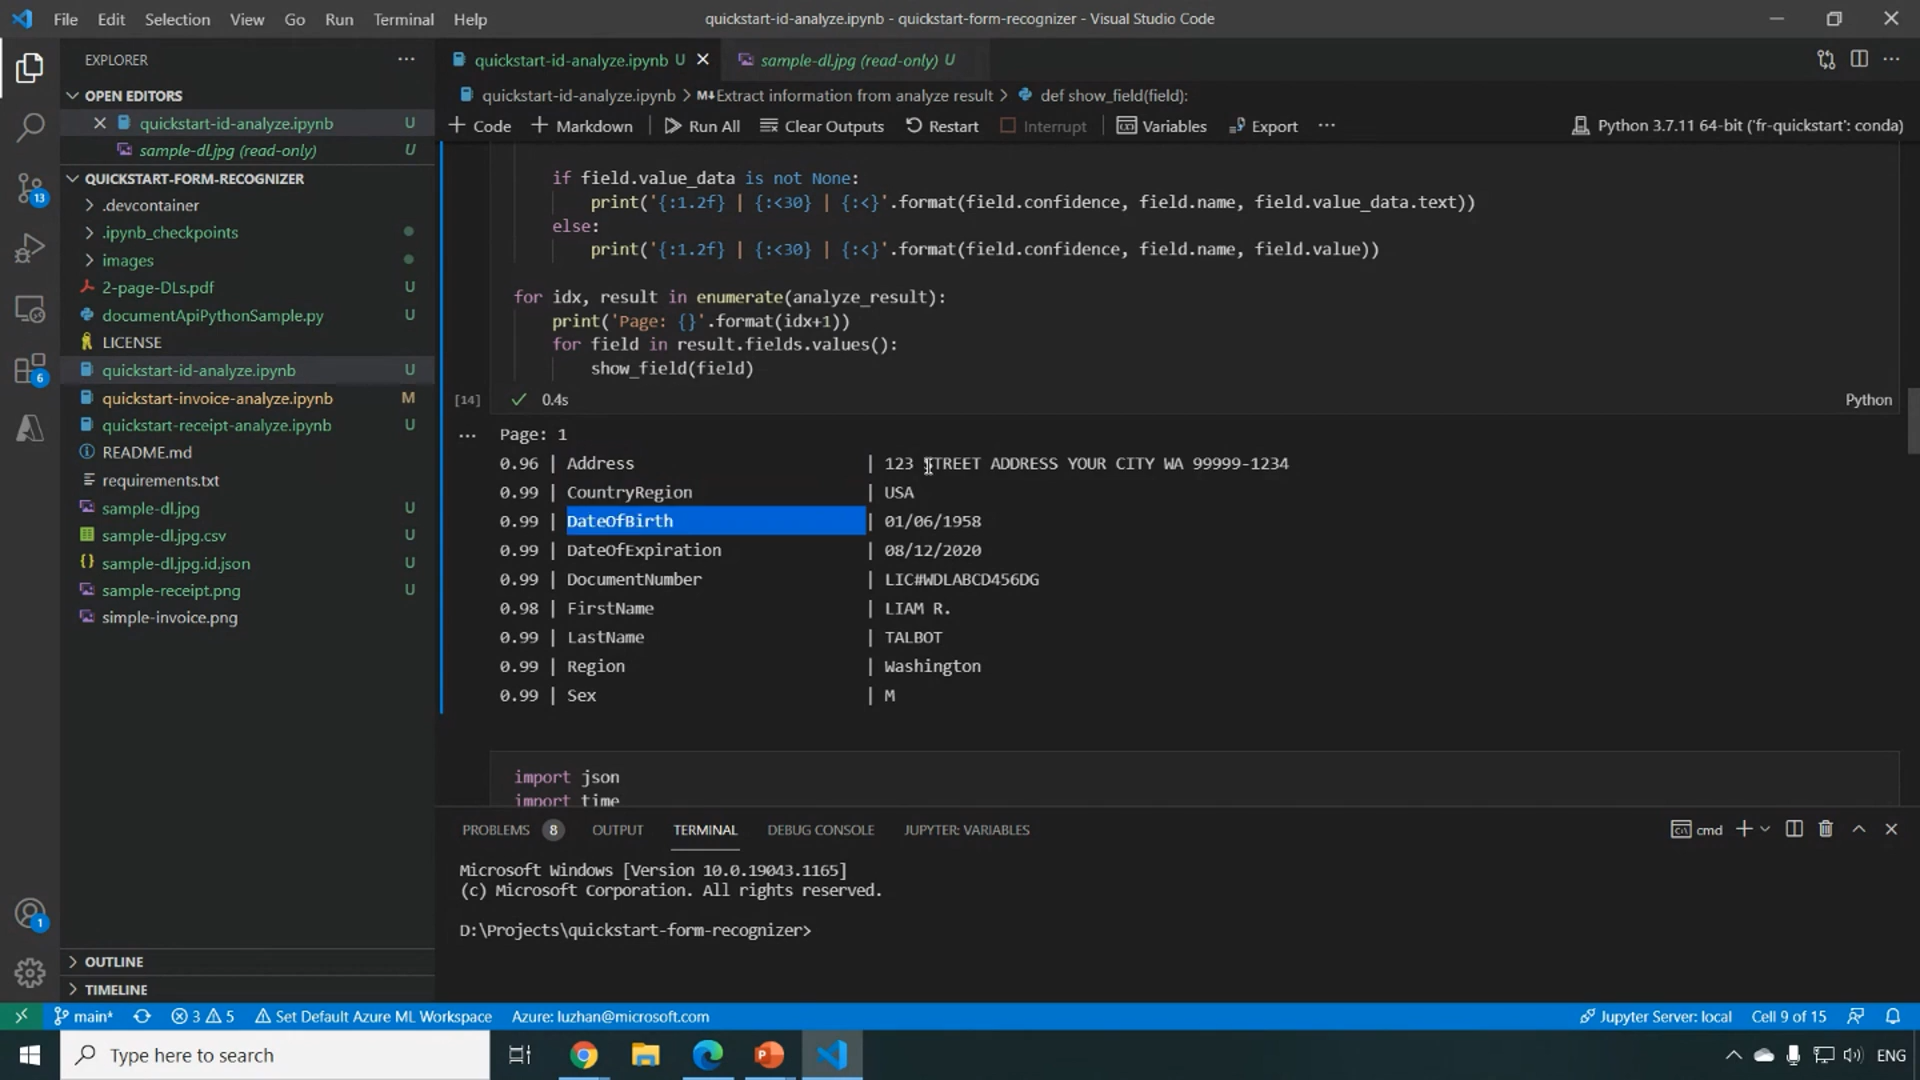 File Edit Selection View Go Run Terminal Help
quickstart-id-analyze.ipynb - quickstart-form-recognizer - Visual Studio Code
EXPLORER
OPEN EDITORS
quickstart-id-analyze.ipynb U
sample-dl.jpg (read-only) U
QUICKSTART-FORM-RECOGNIZER
.devcontainer
.ipynb_checkpoints
images
2-page-DLs.pdf U
documentApiPythonSample.py U
LICENSE
quickstart-id-analyze.ipynb U
quickstart-invoice-analyze.ipynb M
quickstart-receipt-analyze.ipynb U
README.md
requirements.txt
sample-dl.jpg U
sample-dl.jpg.csv U
sample-dl.jpg.id.json U
sample-receipt.png U
simple-invoice.png
OUTLINE
TIMELINE
13
6
1
quickstart-id-analyze.ipynb U
sample-dl.jpg (read-only) U
quickstart-id-analyze.ipynb > M↓Extract information from analyze result > def show_field(field):
Code Markdown Run All Clear Outputs Restart Interrupt Variables Export
Python 3.7.11 64-bit ('fr-quickstart': conda)
if field.value_data is not None:
print('{:1.2f} | {:<30} | {:<}'.format(field.confidence, field.name, field.value_data.text))
else:
print('{:1.2f} | {:<30} | {:<}'.format(field.confidence, field.name, field.value))
for idx, result in enumerate(analyze_result):
print('Page: {}'.format(idx+1))
for field in result.fields.values():
show_field(field)
[14] 0.4s Python
Page: 1
0.96 | Address | 123 STREET ADDRESS YOUR CITY WA 99999-1234
0.99 | CountryRegion | USA
0.99 | DateOfBirth | 01/06/1958
0.99 | DateOfExpiration | 08/12/2020
0.99 | DocumentNumber | LIC#WDLABCD456DG
0.98 | FirstName | LIAM R.
0.99 | LastName | TALBOT
0.99 | Region | Washington
0.99 | Sex | M
import json
import time
PROBLEMS 8 OUTPUT TERMINAL DEBUG CONSOLE JUPYTER: VARIABLES
cmd
Microsoft Windows [Version 10.0.19043.1165]
(c) Microsoft Corporation. All rights reserved.
D:\Projects\quickstart-form-recognizer>
main* 3 5 Set Default Azure ML Workspace Azure: luzhan@microsoft.com Jupyter Server: local Cell 9 of 15
Type here to search
ENG